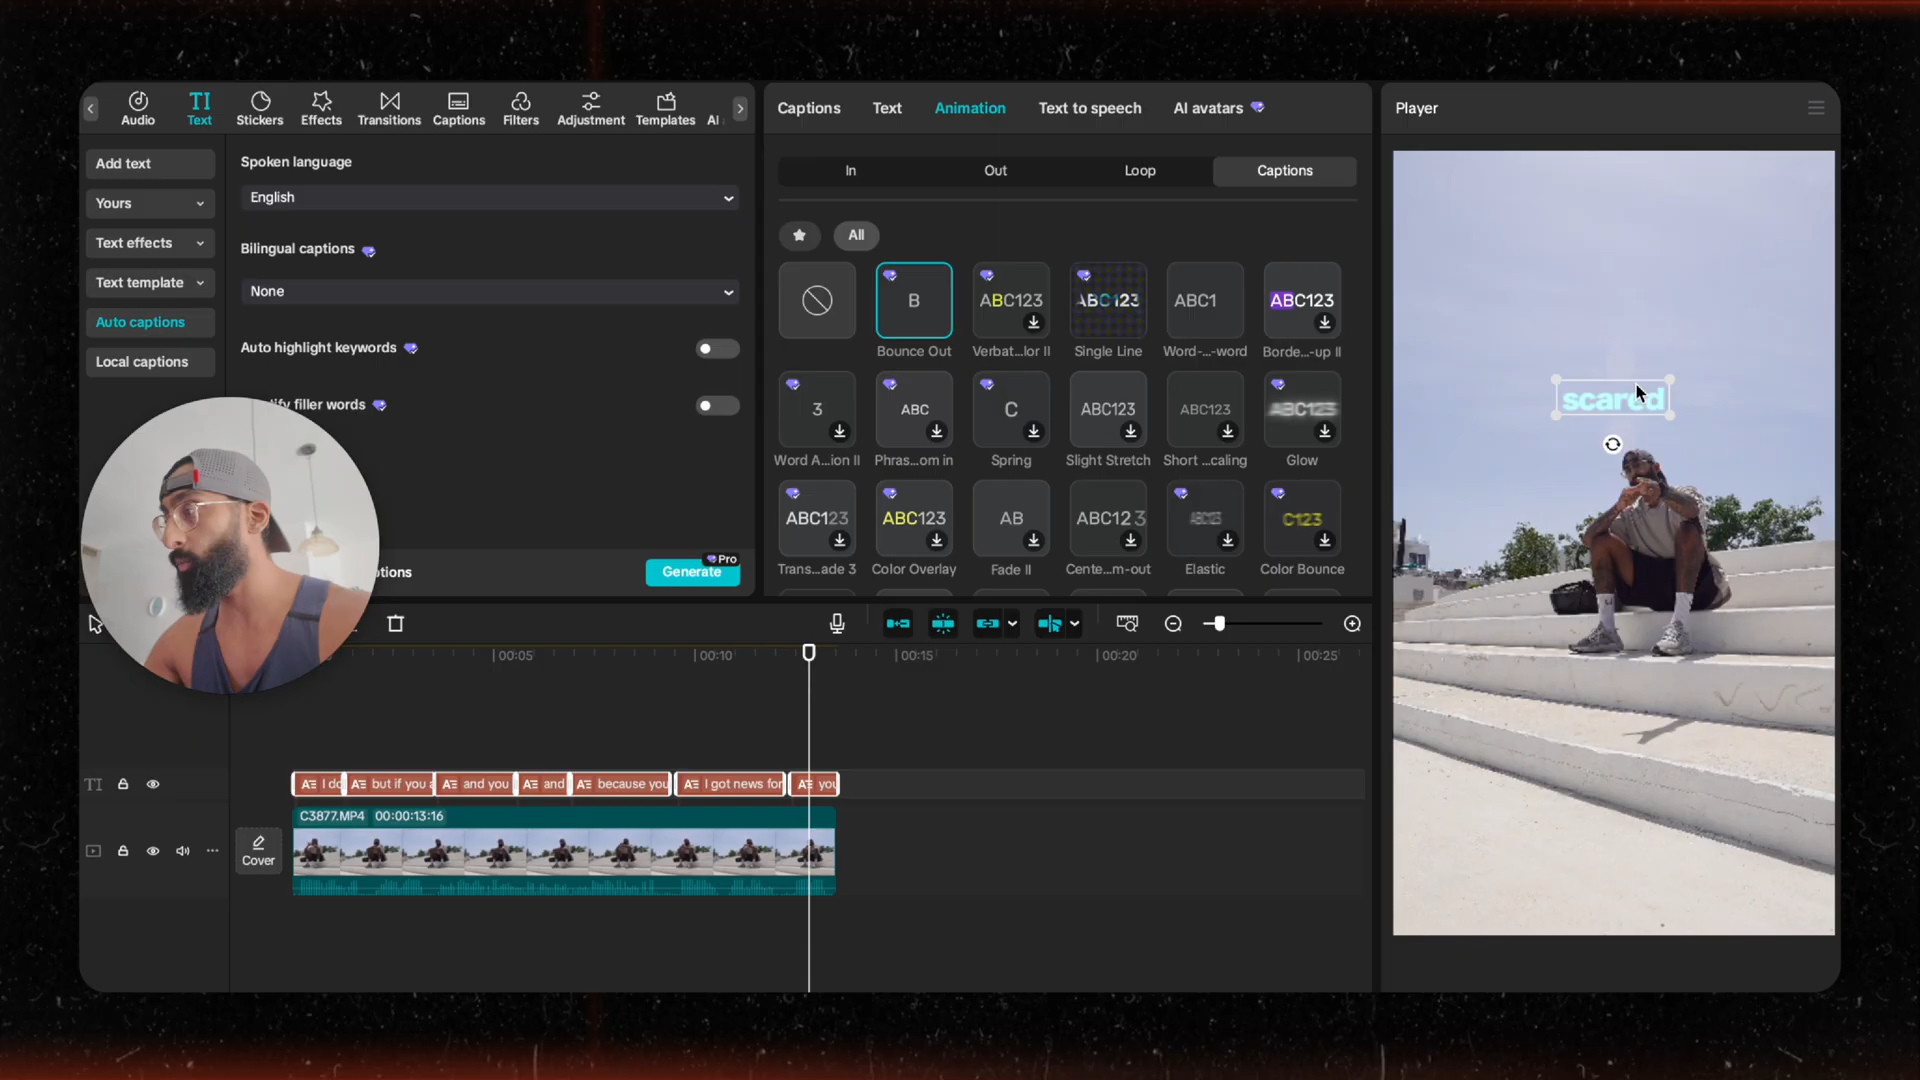 Audio
TI
Text
Stickers
Effects
Transitions
Captions
Filters
Adjustment
Templates
AI
Captions
Text
Animation
Text to speech
AI avatars
Player
Add text
Yours
Text effects
Text template
Auto captions
Local captions
Spoken language
English
Bilingual captions
None
Auto highlight keywords
filler words
Pro
Generate
In
Out
Loop
Captions
All
B
Bounce Out
ABC123
Verbat...lor II
ABC123
Single Line
ABC1
Word-...-word
ABC123
Borde...-up II
3
Word A...ion II
ABC
Phras...om in
C
Spring
ABC123
Slight Stretch
ABC123
Short ...caling
ABC123
Glow
ABC123
Trans...ade 3
ABC123
Color Overlay
AB
Fade II
ABC12 3
Cente...m-out
ABC123
Elastic
C123
Color Bounce
scared
00:05
00:10
00:15
00:20
00:25
TI
I do
but if you a
and you
and
because you
I got news for
you
C3877.MP4 00:00:13:16
Cover